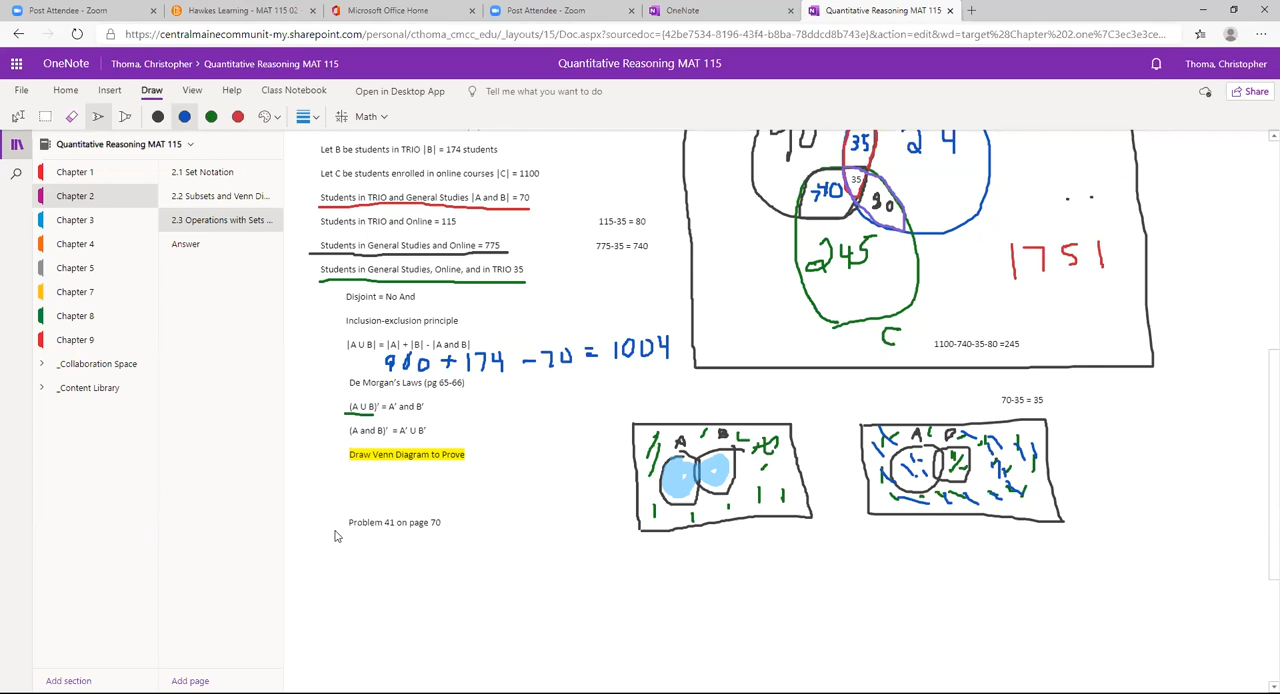 Post Attendee - Zoom
Hawkes Learning - MAT 115 02
Microsoft Office Home
Post Attendee - Zoom
OneNote
Quantitative Reasoning MAT 115
https://centralmainecommunit-my.sharepoint.com/personal/cthoma_cmcc_edu/_layouts/15/Doc.aspx?sourcedoc={42be7534-8196-43f4-b8ba-78ddcd8b743e}&action=edit&wd=target%28Chapter%202.one%7C3ec3e3ce...
OneNote
Thoma, Christopher > Quantitative Reasoning MAT 115
Quantitative Reasoning MAT 115
Thoma, Christopher
File Home Insert Draw View Help Class Notebook Open in Desktop App Tell me what you want to do Share
Math
Quantitative Reasoning MAT 115
Chapter 1
Chapter 2
Chapter 3
Chapter 4
Chapter 5
Chapter 7
Chapter 8
Chapter 9
_Collaboration Space
_Content Library
Add section
2.1 Set Notation
2.2 Subsets and Venn Di...
2.3 Operations with Sets ...
Answer
Add page
Let B be students in TRIO |B| = 174 students
Let C be students enrolled in online courses |C| = 1100
Students in TRIO and General Studies |A and B| = 70
Students in TRIO and Online = 115
115-35 = 80
Students in General Studies and Online = 775
775-35 = 740
Students in General Studies, Online, and in TRIO 35
Disjoint = No And
Inclusion-exclusion principle
|A U B| = |A| + |B| - |A and B|
+ 174 - 70 = 1004
De Morgan's Laws (pg 65-66)
(A U B)' = A' and B'
(A and B)' = A' U B'
Draw Venn Diagram to Prove
Problem 41 on page 70
35
24
740
35
80
245
C
1751
1100-740-35-80 =245
70-35 = 35
A B
A B